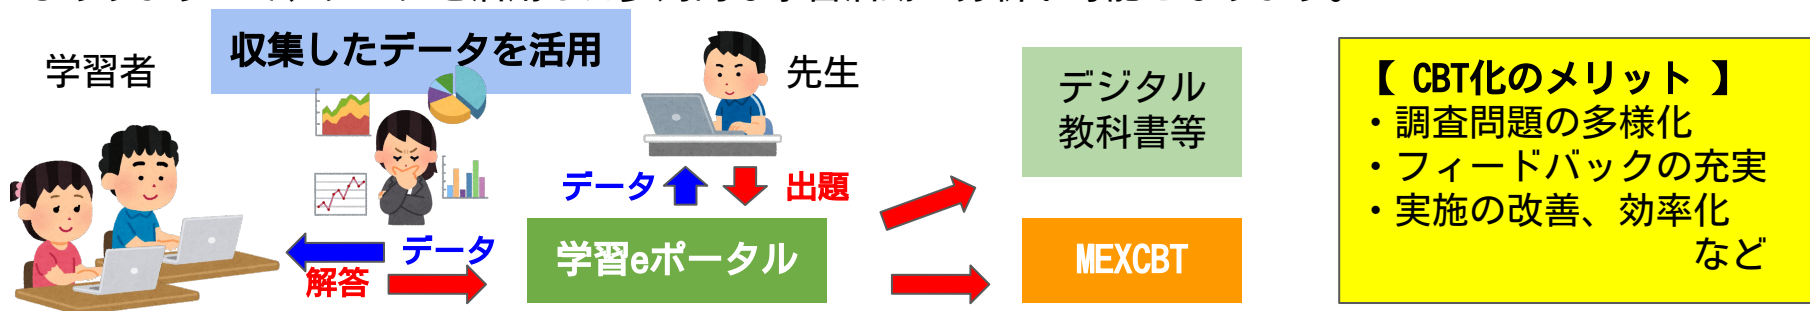 学習者
収集したデータを活用
先生
データ
出題
データ
解答
学習eポータル
デジタル
教科書等
MEXCBT
【 CBT化のメリット 】
・調査問題の多様化
・フィードバックの充実
・実施の改善、効率化
など